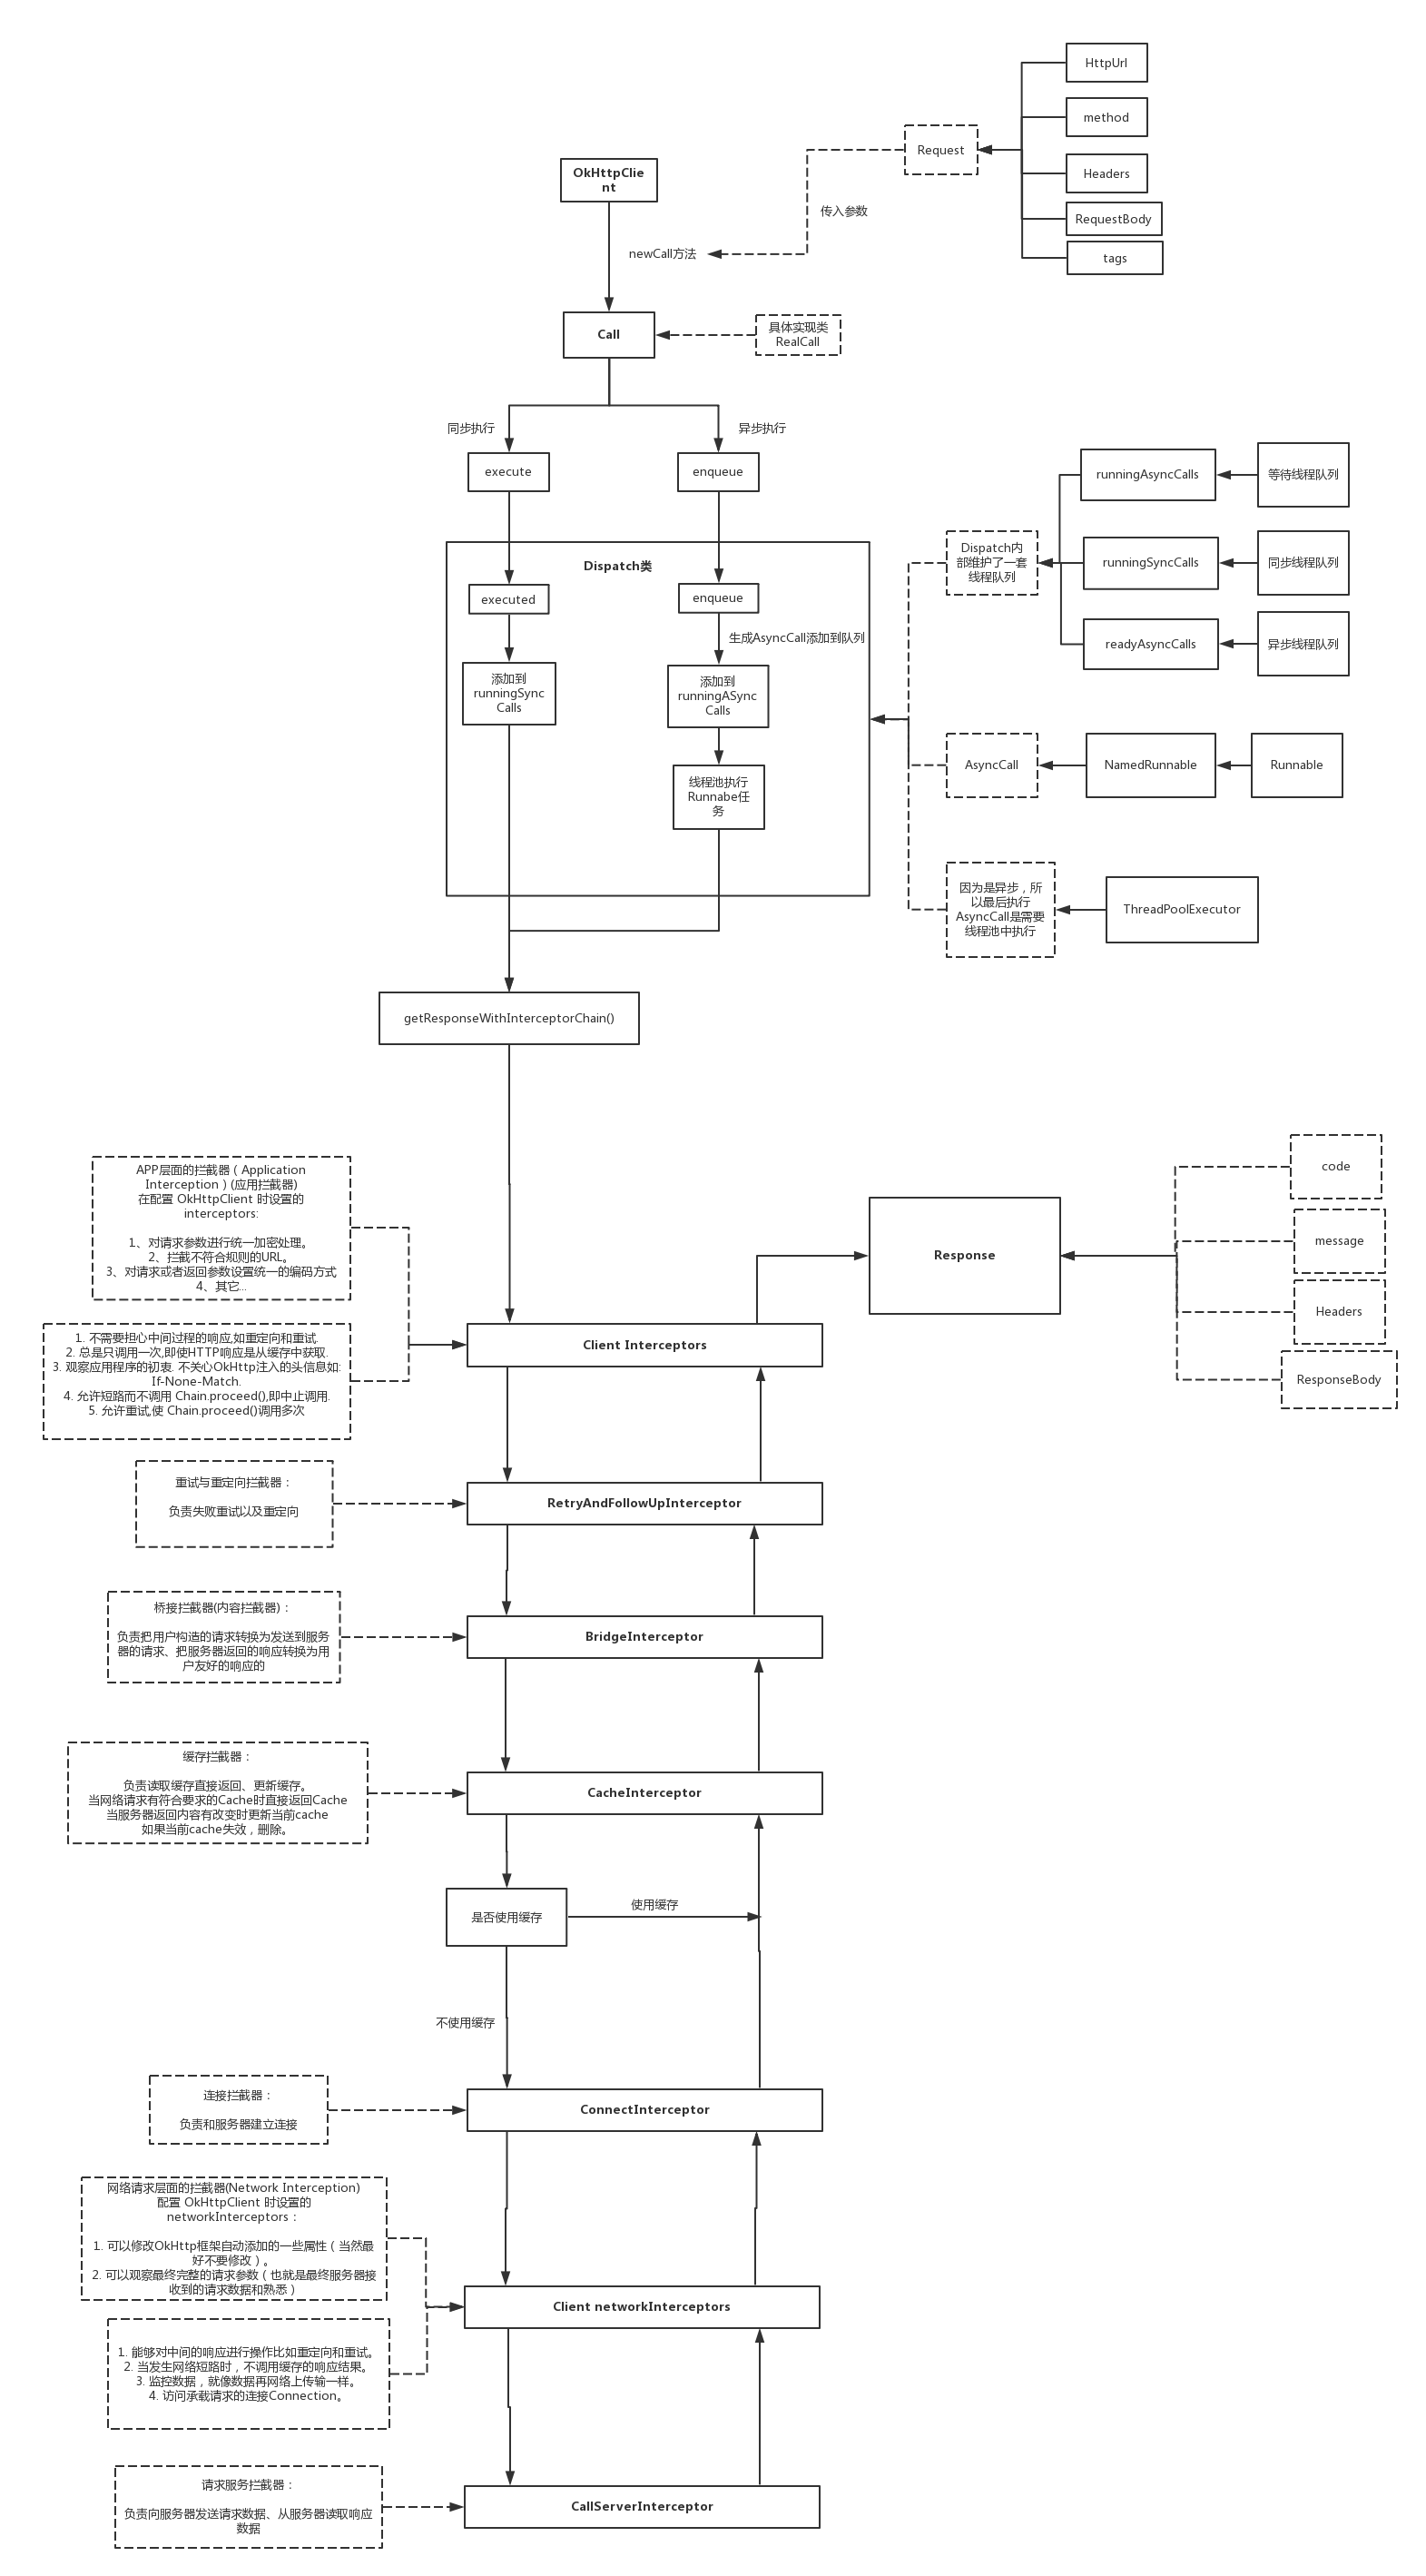 HttpUrl
method
Request
Headers
OkHttpClie
nt
传入参数
RequestBody
newCall方法
tags
Call
具体实现类
RealCall
同步执行
异步执行
execute
enqueue
runningAsyncCalls
等待线程队列
Dispatch类
Dispatch内
部维护了一套
线程队列
runningSyncCalls
同步线程队列
executed
enqueue
生成AsyncCall添加到队列
readyAsyncCalls
异步线程队列
添加到
runningSync
Calls
添加到
runningASync
Calls
AsyncCall
NamedRunnable
Runnable
线程池执行
Runnabe任
务
因为是异步，所
以最后执行
AsyncCall是需要
线程池中执行
ThreadPoolExecutor
getResponseWithInterceptorChain()
APP层面的拦截器（Application
Interception）(应用拦截器)
在配置 OkHttpClient 时设置的
interceptors:
1、对请求参数进行统一加密处理。
2、拦截不符合规则的URL。
3、对请求或者返回参数设置统一的编码方式
4、其它...
code
message
Response
Headers
ResponseBody
1. 不需要担心中间过程的响应,如重定向和重试.
2. 总是只调用一次,即使HTTP响应是从缓存中获取.
3. 观察应用程序的初衷. 不关心OkHttp注入的头信息如:
If-None-Match.
4. 允许短路而不调用 Chain.proceed(),即中止调用.
5. 允许重试,使 Chain.proceed()调用多次
Client Interceptors
重试与重定向拦截器：
负责失败重试以及重定向
RetryAndFollowUpInterceptor
桥接拦截器(内容拦截器)：
负责把用户构造的请求转换为发送到服务
器的请求、把服务器返回的响应转换为用
户友好的响应的
BridgeInterceptor
缓存拦截器：
负责读取缓存直接返回、更新缓存。
当网络请求有符合要求的Cache时直接返回Cache
当服务器返回内容有改变时更新当前cache
如果当前cache失效，删除。
CacheInterceptor
是否使用缓存
使用缓存
不使用缓存
连接拦截器：
负责和服务器建立连接
ConnectInterceptor
网络请求层面的拦截器(Network Interception)
配置 OkHttpClient 时设置的
networkInterceptors：
1. 可以修改OkHttp框架自动添加的一些属性（当然最
好不要修改）。
2. 可以观察最终完整的请求参数（也就是最终服务器接
收到的请求数据和熟悉）
Client networkInterceptors
1. 能够对中间的响应进行操作比如重定向和重试。
2. 当发生网络短路时，不调用缓存的响应结果。
3. 监控数据，就像数据再网络上传输一样。
4. 访问承载请求的连接Connection。
请求服务拦截器：
负责向服务器发送请求数据、从服务器读取响应
数据
CallServerInterceptor